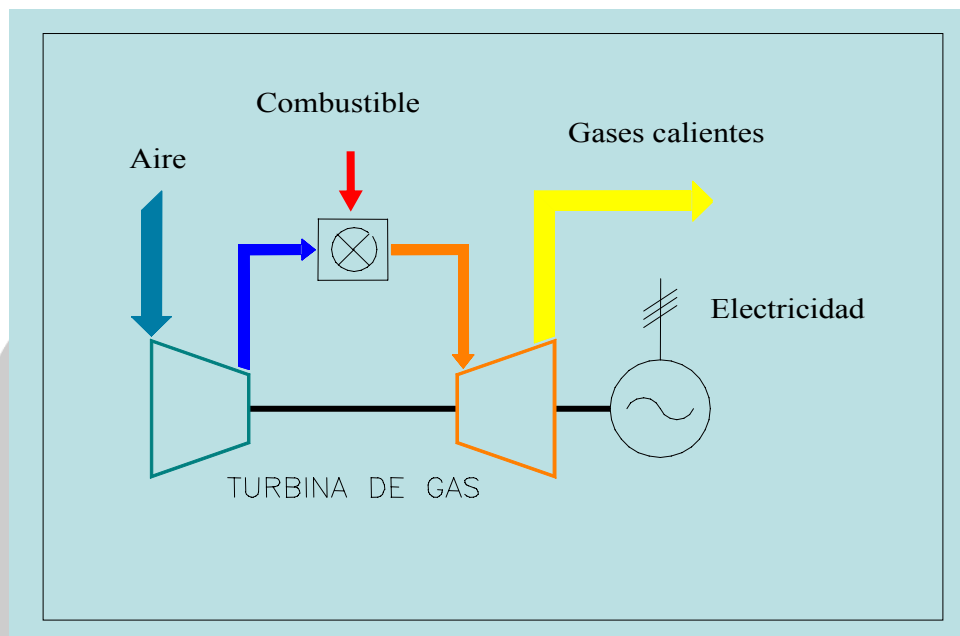 Combustible
Gases calientes
Aire
Electricidad
TURBINA DE GAS